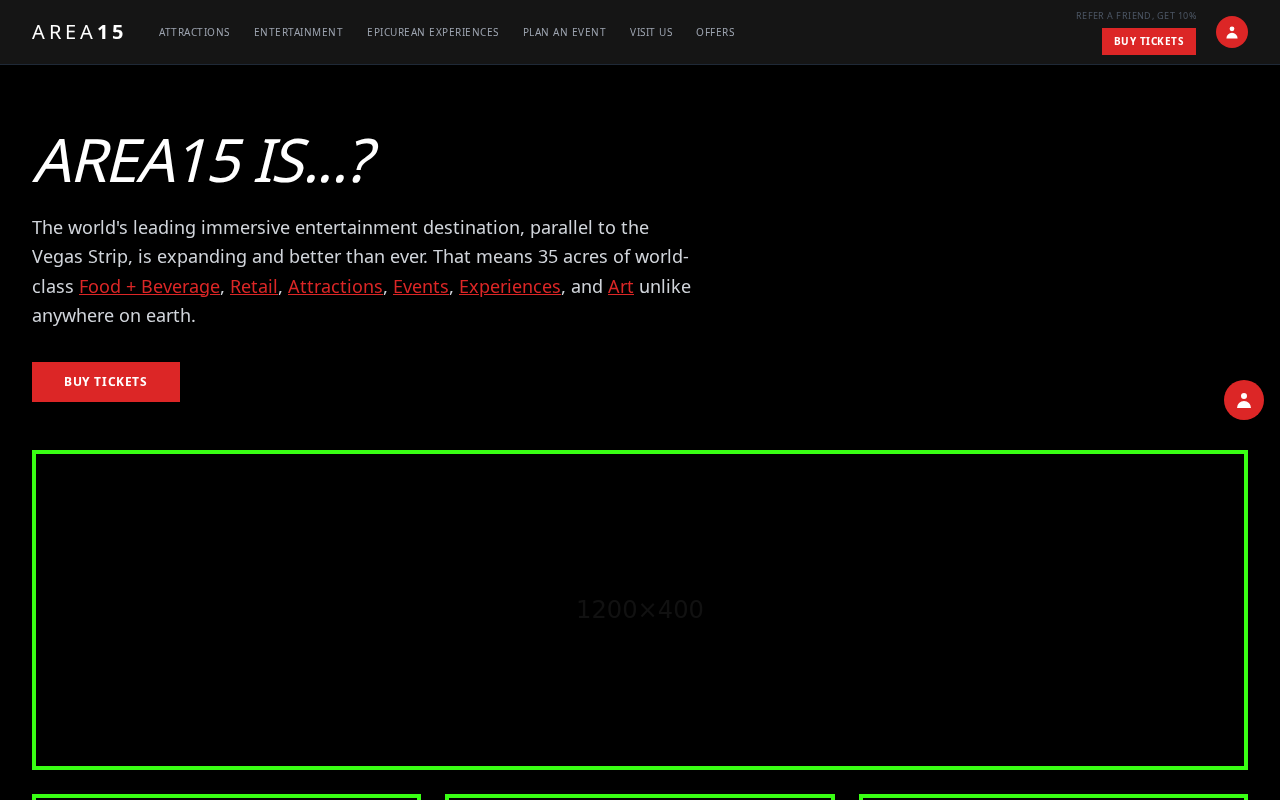 AREA15
ATTRACTIONS
ENTERTAINMENT
EPICUREAN EXPERIENCES
PLAN AN EVENT
VISIT US
OFFERS
REFER A FRIEND, GET 10%
BUY TICKETS
AREA15 IS...?
The world's leading immersive entertainment destination, parallel to the
Vegas Strip, is expanding and better than ever. That means 35 acres of world-
class Food + Beverage, Retail, Attractions, Events, Experiences, and Art unlike
anywhere on earth.
BUY TICKETS
1200×400